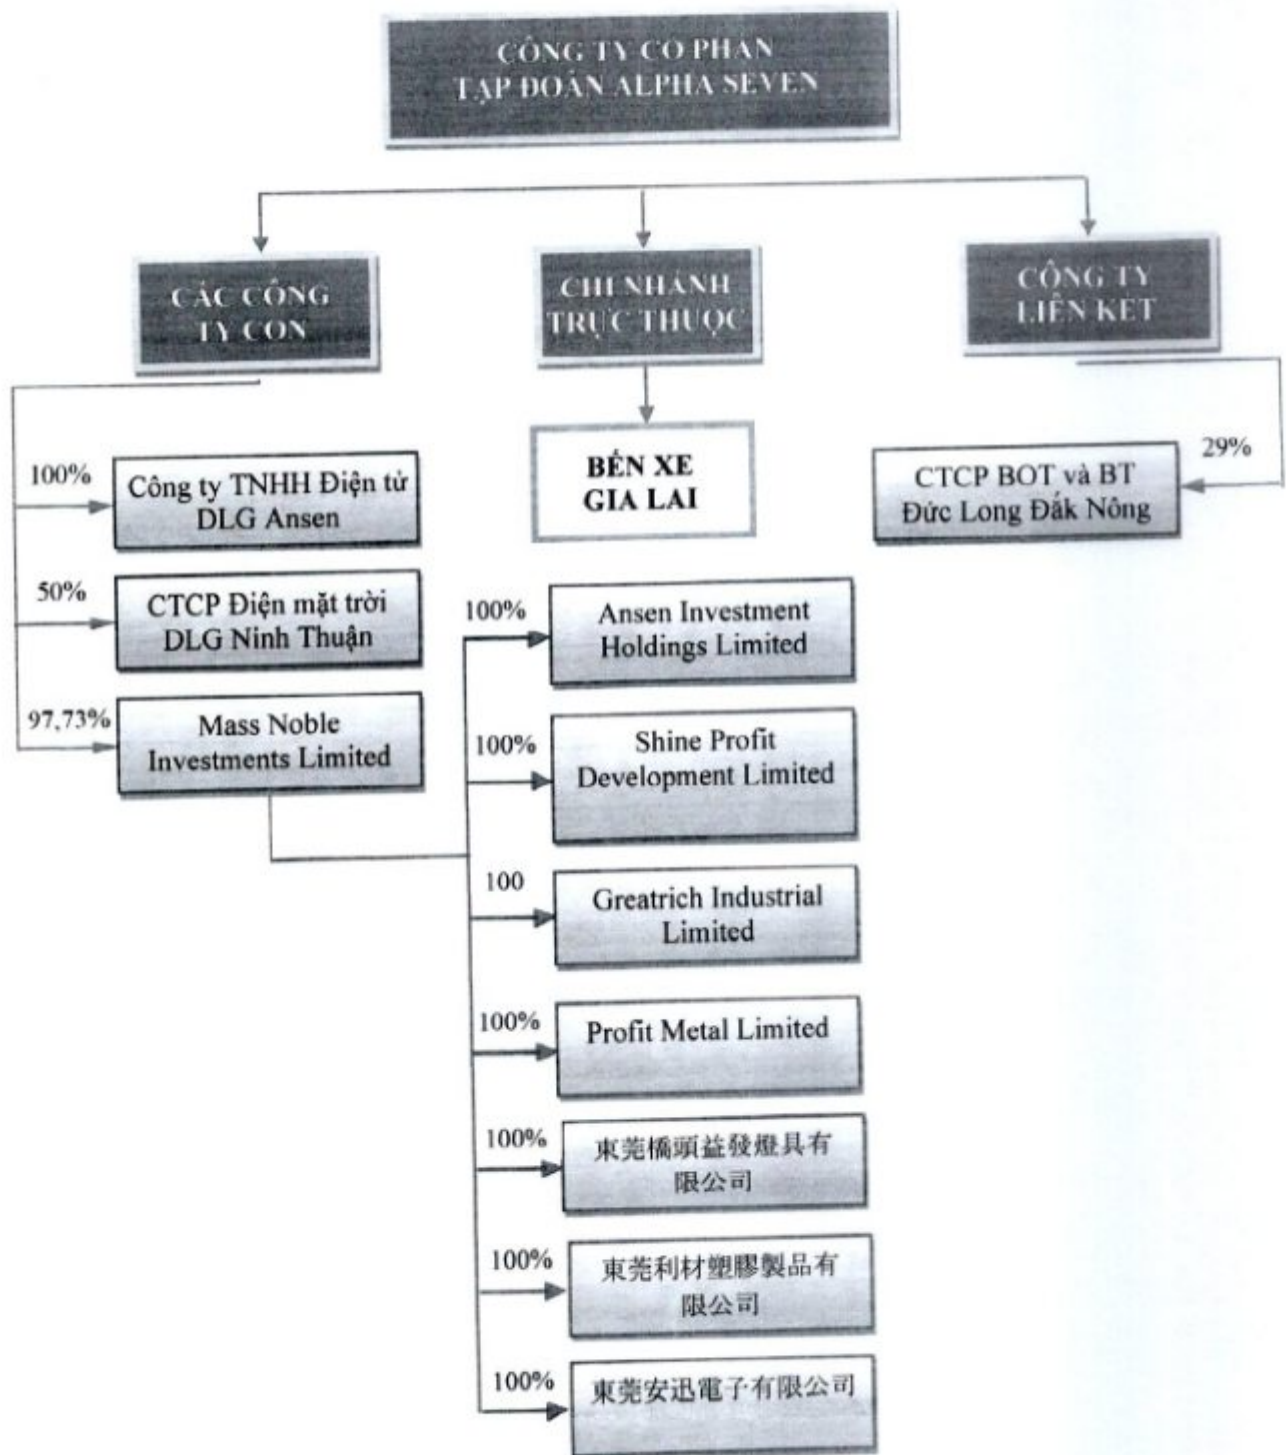 CÔNG TY CỔ PHẦN
TẬP ĐOÀN ALPHA SEVEN
CÁC CÔNG
TY CON
CHI NHÁNH
TRỰC THUỘC
CÔNG TY
LIÊN KẾT
100%
Công ty TNHH Điện tử
DLG Ansen
50%
CTCP Điện mặt trời
DLG Ninh Thuận
97,73%
Mass Noble
Investments Limited
BẾN XE
GIA LAI
29%
CTCP BOT và BT
Đức Long Đắk Nông
100%
Ansen Investment
Holdings Limited
100%
Shine Profit
Development Limited
100
Greatrich Industrial
Limited
100%
Profit Metal Limited
100%
東莞橋頭益發燈具有
限公司
100%
東莞利材塑膠製品有
限公司
100%
東莞安迅電子有限公司